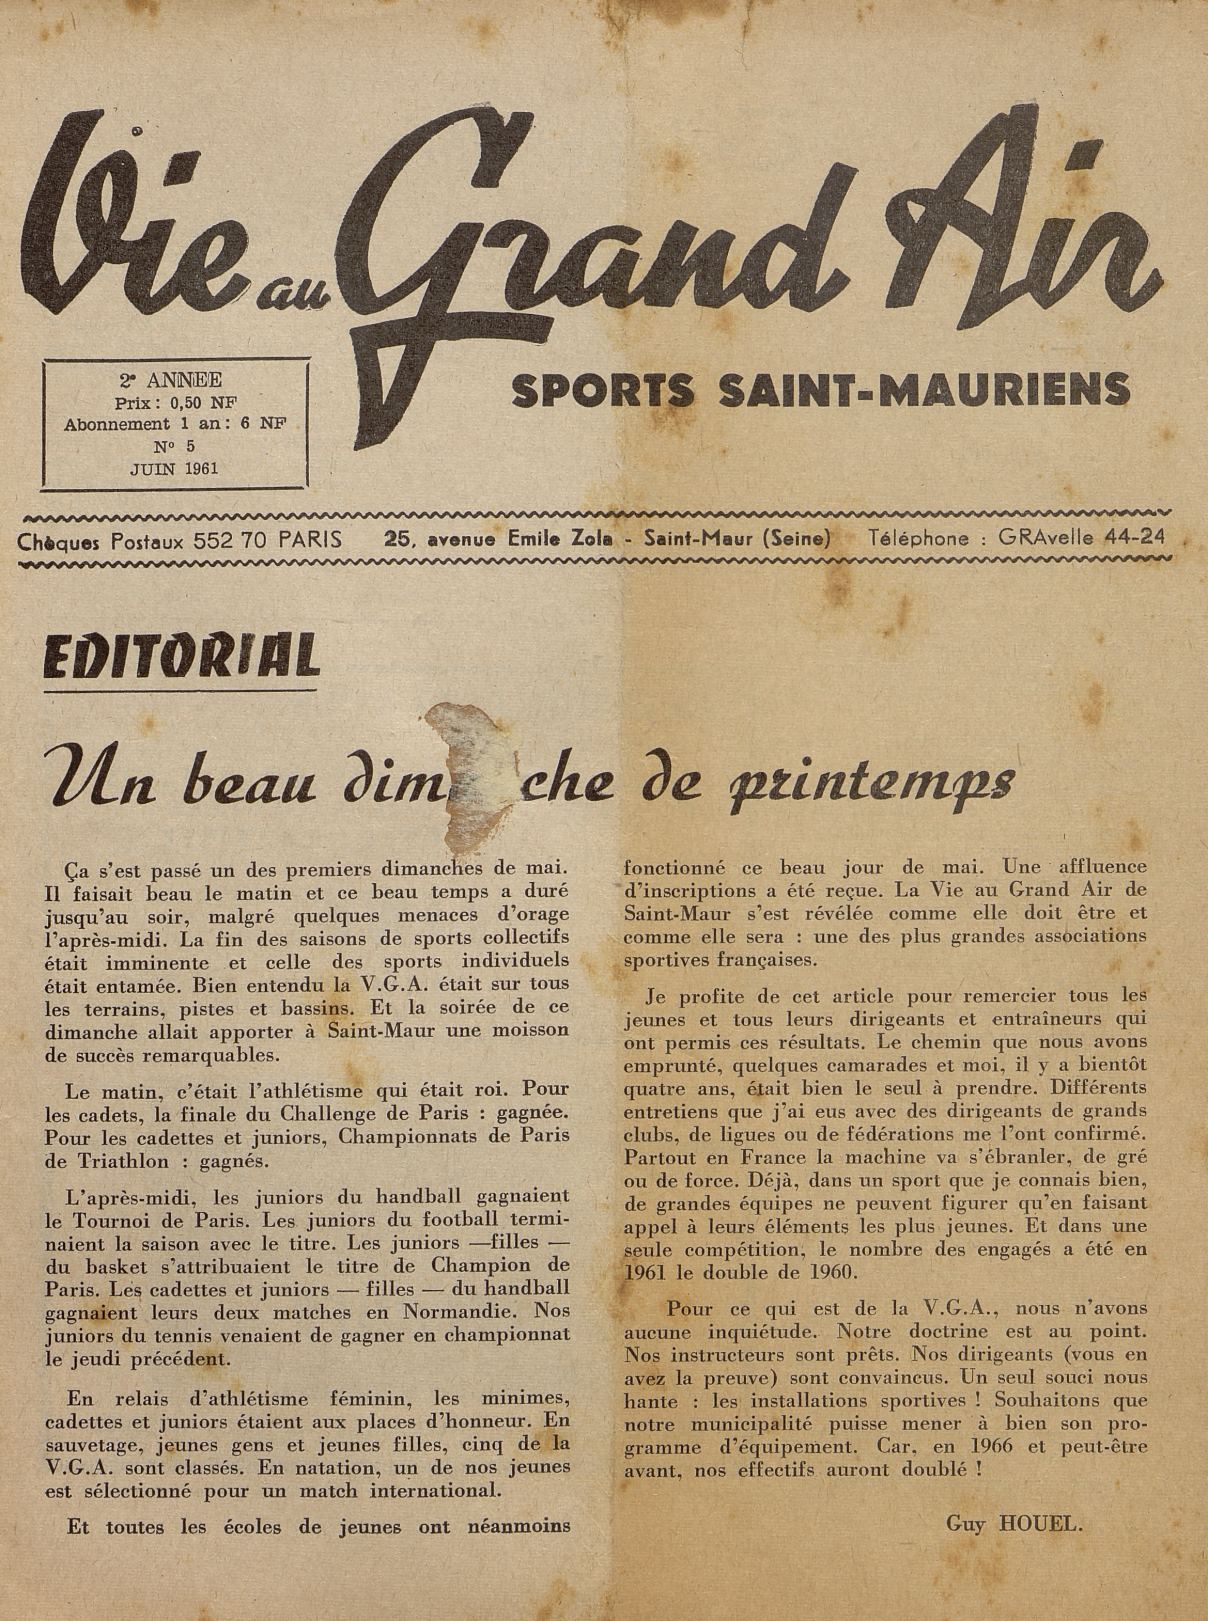 Vie au Grand Air
SPORTS SAINT-MAURIENS
2e ANNEE
Prix : 0,50 NF
Abonnement 1 an : 6 NF
No 5
JUIN 1961
Chèques Postaux 552 70 PARIS 25, avenue Emile Zola - Saint-Maur (Seine) Téléphone : GRAvelle 44-24
EDITORIAL
Un beau dim che de printemps
Ça s'est passé un des premiers dimanches de mai.
Il faisait beau le matin et ce beau temps a duré
jusqu'au soir, malgré quelques menaces d'orage
l'après-midi. La fin des saisons de sports collectifs
était imminente et celle des sports individuels
était entamée. Bien entendu la V.G.A. était sur tous
les terrains, pistes et bassins. Et la soirée de ce
dimanche allait apporter à Saint-Maur une moisson
de succès remarquables.
Le matin, c'était l'athlétisme qui était roi. Pour
les cadets, la finale du Challenge de Paris : gagnée.
Pour les cadettes et juniors, Championnats de Paris
de Triathlon : gagnés.
L'après-midi, les juniors du handball gagnaient
le Tournoi de Paris. Les juniors du football termi-
naient la saison avec le titre. Les juniors —filles —
du basket s'attribuaient le titre de Champion de
Paris. Les cadettes et juniors — filles — du handball
gagnaient leurs deux matches en Normandie. Nos
juniors du tennis venaient de gagner en championnat
le jeudi précédent.
En relais d'athlétisme féminin, les minimes,
cadettes et juniors étaient aux places d'honneur. En
sauvetage, jeunes gens et jeunes filles, cinq de la
V.G.A. sont classés. En natation, un de nos jeunes
est sélectionné pour un match international.
Et toutes les écoles de jeunes ont néanmoins
fonctionné ce beau jour de mai. Une affluence
d'inscriptions a été reçue. La Vie au Grand Air de
Saint-Maur s'est révélée comme elle doit être et
comme elle sera : une des plus grandes associations
sportives françaises.
Je profite de cet article pour remercier tous les
jeunes et tous leurs dirigeants et entraîneurs qui
ont permis ces résultats. Le chemin que nous avons
emprunté, quelques camarades et moi, il y a bientôt
quatre ans, était bien le seul à prendre. Différents
entretiens que j'ai eus avec des dirigeants de grands
clubs, de ligues ou de fédérations me l'ont confirmé.
Partout en France la machine va s'ébranler, de gré
ou de force. Déjà, dans un sport que je connais bien,
de grandes équipes ne peuvent figurer qu'en faisant
appel à leurs éléments les plus jeunes. Et dans une
seule compétition, le nombre des engagés a été en
1961 le double de 1960.
Pour ce qui est de la V.G.A., nous n'avons
aucune inquiétude. Notre doctrine est au point.
Nos instructeurs sont prêts. Nos dirigeants (vous en
avez la preuve) sont convaincus. Un seul souci nous
hante : les installations sportives ! Souhaitons que
notre municipalité puisse mener à bien son pro-
gramme d'équipement. Car, en 1966 et peut-être
avant, nos effectifs auront doublé !
Guy HOUEL.